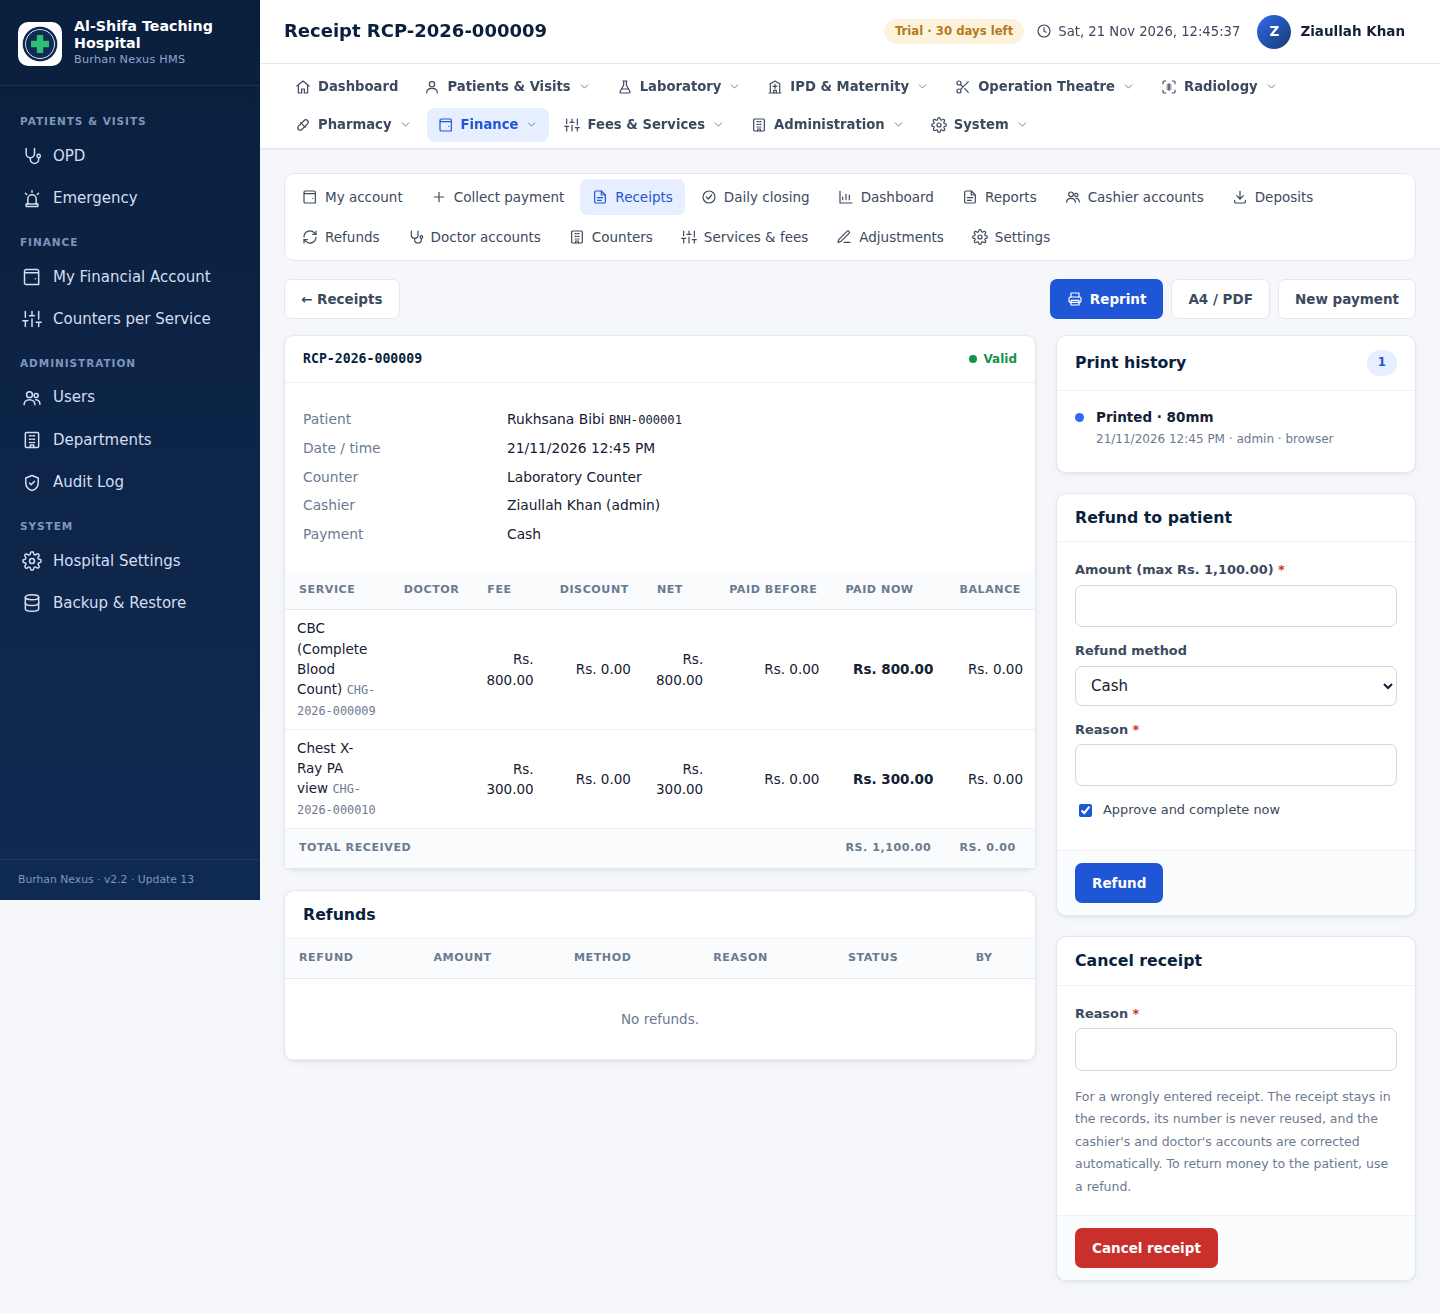 Al-Shifa Teaching
Hospital
Burhan Nexus HMS
PATIENTS & VISITS
OPD
Emergency
FINANCE
My Financial Account
Counters per Service
ADMINISTRATION
Users
Departments
Audit Log
SYSTEM
Hospital Settings
Backup & Restore
Burhan Nexus · v2.2 · Update 13
Receipt RCP-2026-000009
Trial · 30 days left
Sat, 21 Nov 2026, 12:45:37
Z
Ziaullah Khan
Dashboard
Patients & Visits
Laboratory
IPD & Maternity
Operation Theatre
Radiology
Pharmacy
Finance
Fees & Services
Administration
System
My account
Collect payment
Receipts
Daily closing
Dashboard
Reports
Cashier accounts
Deposits
Refunds
Doctor accounts
Counters
Services & fees
Adjustments
Settings
← Receipts
Reprint
A4 / PDF
New payment
RCP-2026-000009
Valid
Patient Rukhsana Bibi BNH-000001
Date / time 21/11/2026 12:45 PM
Counter Laboratory Counter
Cashier Ziaullah Khan (admin)
Payment Cash
SERVICE DOCTOR FEE DISCOUNT NET PAID BEFORE PAID NOW BALANCE
CBC
(Complete
Blood
Count) CHG-
2026-000009
Rs.
800.00
Rs. 0.00
Rs.
800.00
Rs. 0.00
Rs. 800.00
Rs. 0.00
Chest X-
Ray PA
view CHG-
2026-000010
Rs.
300.00
Rs. 0.00
Rs.
300.00
Rs. 0.00
Rs. 300.00
Rs. 0.00
TOTAL RECEIVED RS. 1,100.00 RS. 0.00
Refunds
REFUND AMOUNT METHOD REASON STATUS BY
No refunds.
Print history
1
Printed · 80mm
21/11/2026 12:45 PM · admin · browser
Refund to patient
Amount (max Rs. 1,100.00) *
Refund method
Cash
Reason *
Approve and complete now
Refund
Cancel receipt
Reason *
For a wrongly entered receipt. The receipt stays in
the records, its number is never reused, and the
cashier's and doctor's accounts are corrected
automatically. To return money to the patient, use
a refund.
Cancel receipt